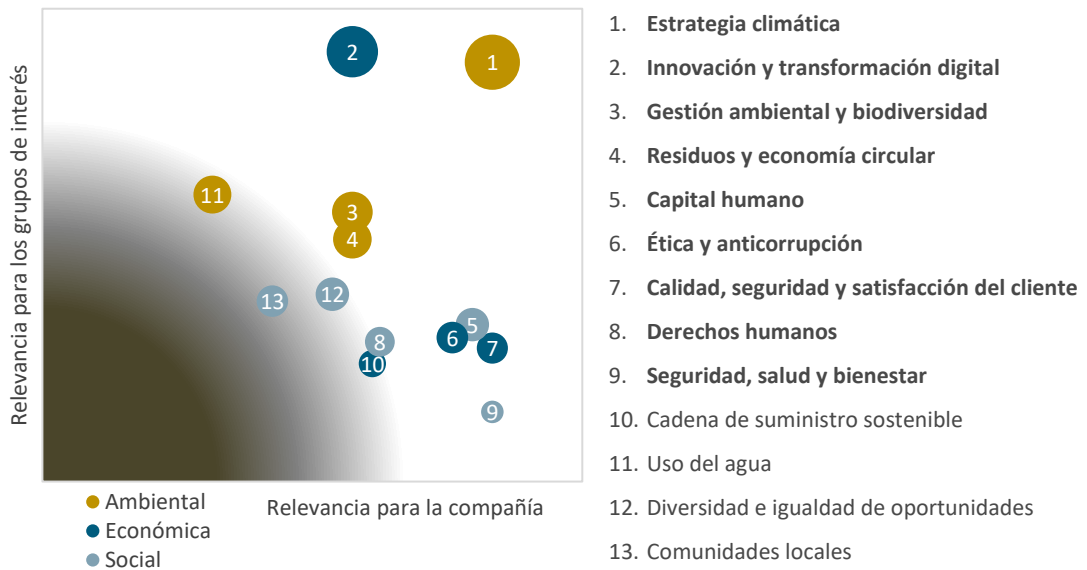 Relevancia para los grupos de interés
2
1
11
3
4
12
13
5
6
8
7
10
9
Relevancia para la compañía
Ambiental
Económica
Social
1. Estrategia climática
2. Innovación y transformación digital
3. Gestión ambiental y biodiversidad
4. Residuos y economía circular
5. Capital humano
6. Ética y anticorrupción
7. Calidad, seguridad y satisfacción del cliente
8. Derechos humanos
9. Seguridad, salud y bienestar
10. Cadena de suministro sostenible
11. Uso del agua
12. Diversidad e igualdad de oportunidades
13. Comunidades locales